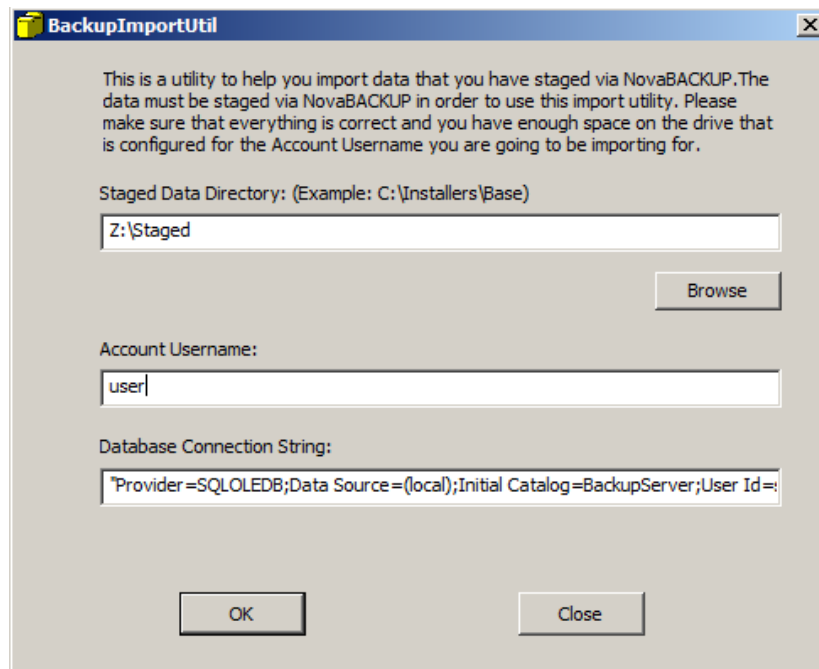 BackupImportUtil
This is a utility to help you import data that you have staged via NovaBACKUP.The
data must be staged via NovaBACKUP in order to use this import utility. Please
make sure that everything is correct and you have enough space on the drive that
is configured for the Account Username you are going to be importing for.
Staged Data Directory: (Example: C:\Installers\Base)
Z:\Staged
Browse
Account Username:
user
Database Connection String:
"Provider=SQLOLEDB;Data Source=(local);Initial Catalog=BackupServer;User Id=
OK
Close